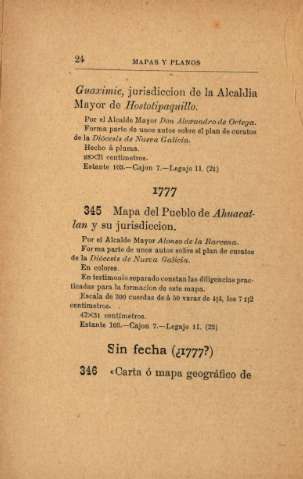 24 MAPAS Y PLANOS
Guaximic, jurisdiccion de la Alcaldia
Mayor de Hostotipaquillo.
Por el Alcalde Mayor Don Alexandro de Ortega.
Forma parte de unos autos sobre el plan de curatos
de la Diócesis de Nueva Galicia.
Hecho á pluma.
28×21 centímetros.
Estante 103.—Cajon 7.—Legajo 11. (21)
1777
345 Mapa del Pueblo de Ahuacat-
lan y su jurisdiccion.
Por el Alcalde Mayor Alonso de la Barcena.
Forma parte de unos autos sobre el plan de curatos
de la Diócesis de Nueva Galicia.
En colores.
En testimonio separado constan las diligencias prac-
ticadas para la formacion de este mapa.
Escala de 300 cuerdas de á 50 varas de 4|4, los 7 1|2
centímetros.
42×31 centímetros.
Estante 103.—Cajon 7.—Legajo 11. (22)
Sin fecha (¿1777?)
346 «Carta ó mapa geográfico de